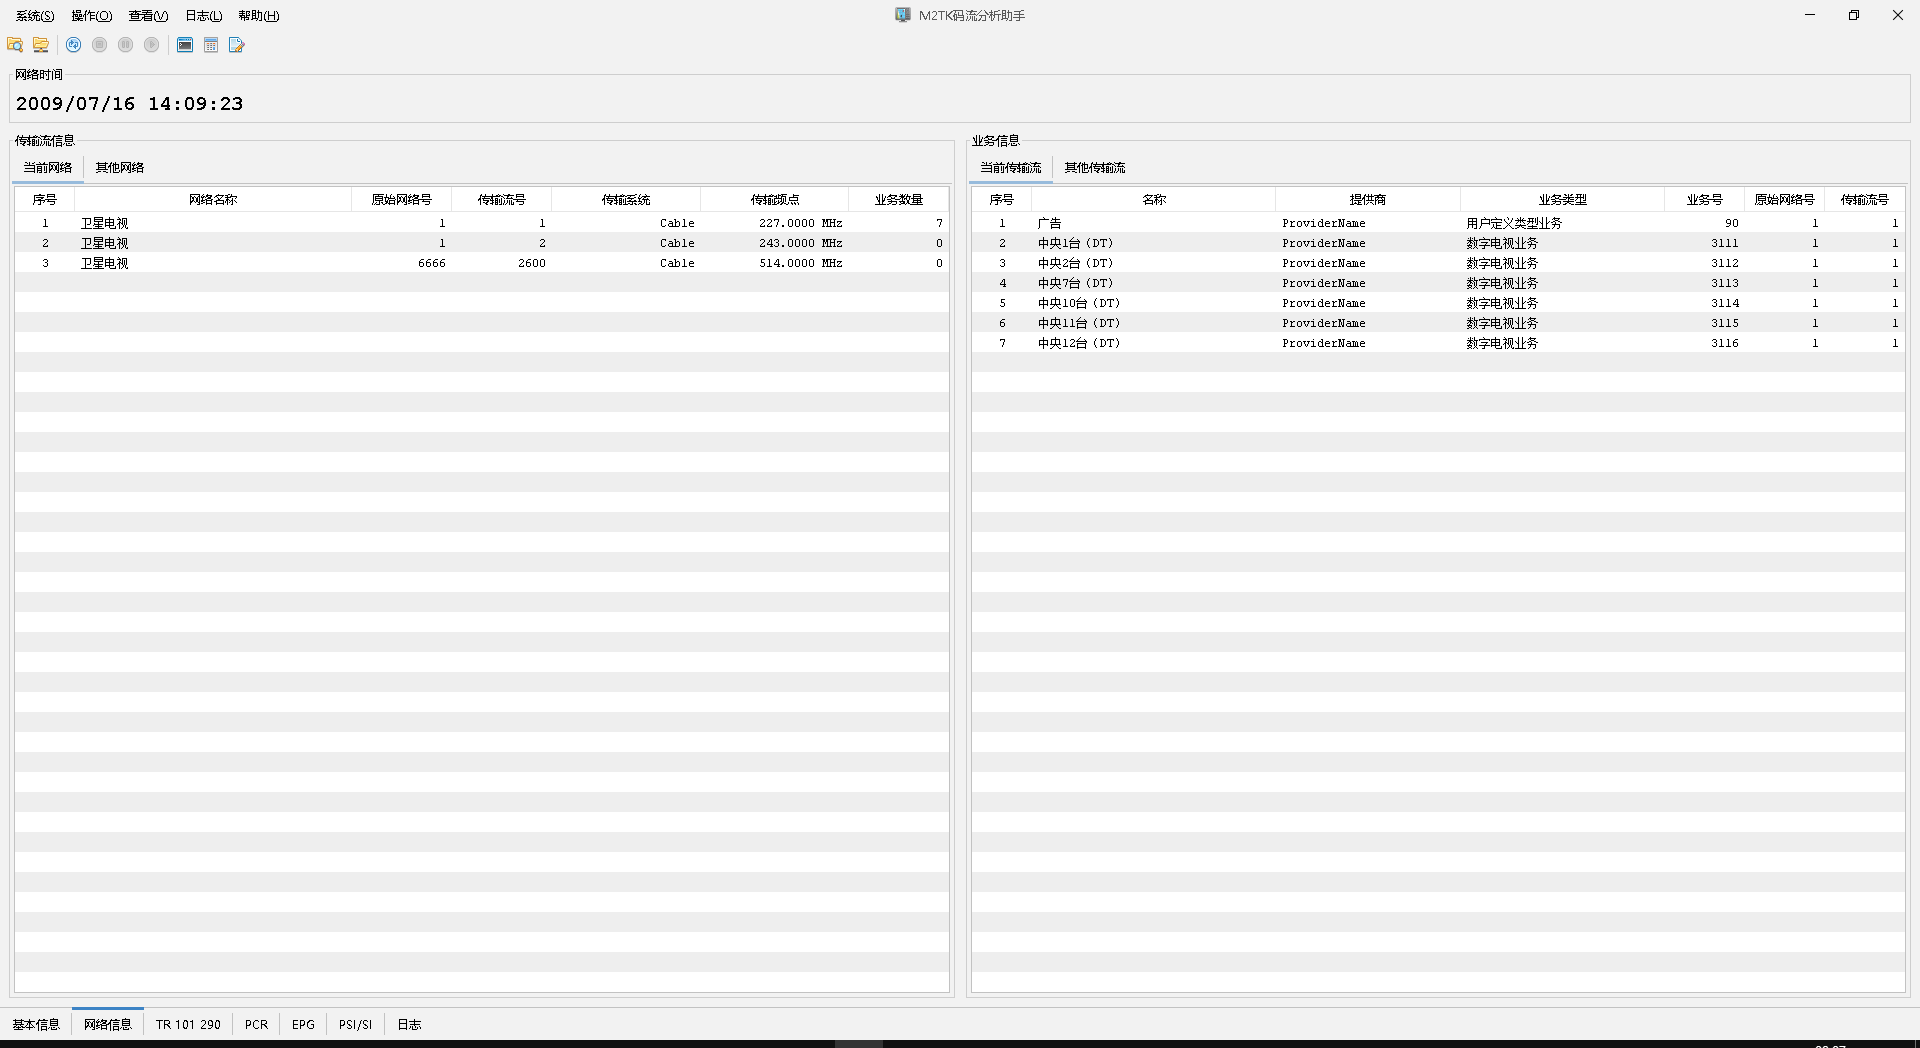 系统(S) 操作(O) 查看(V) 日志(L) 帮助(H) M2TK码流分析助手
网络时间
2009/07/16 14:09:23
传输流信息
当前网络 其他网络
序号 网络名称 原始网络号 传输流号 传输系统 传输频点 业务数量
1 卫星电视 1 1 Cable 227.0000 MHz 7
2 卫星电视 1 2 Cable 243.0000 MHz 0
3 卫星电视 6666 2600 Cable 514.0000 MHz 0
业务信息
当前传输流 其他传输流
序号 名称 提供商 业务类型 业务号 原始网络号 传输流号
1 广告 ProviderName 用户定义类型业务 90 1 1
2 中央1台（DT） ProviderName 数字电视业务 3111 1 1
3 中央2台（DT） ProviderName 数字电视业务 3112 1 1
4 中央7台（DT） ProviderName 数字电视业务 3113 1 1
5 中央10台（DT） ProviderName 数字电视业务 3114 1 1
6 中央11台（DT） ProviderName 数字电视业务 3115 1 1
7 中央12台（DT） ProviderName 数字电视业务 3116 1 1
基本信息 网络信息 TR 101 290 PCR EPG PSI/SI 日志